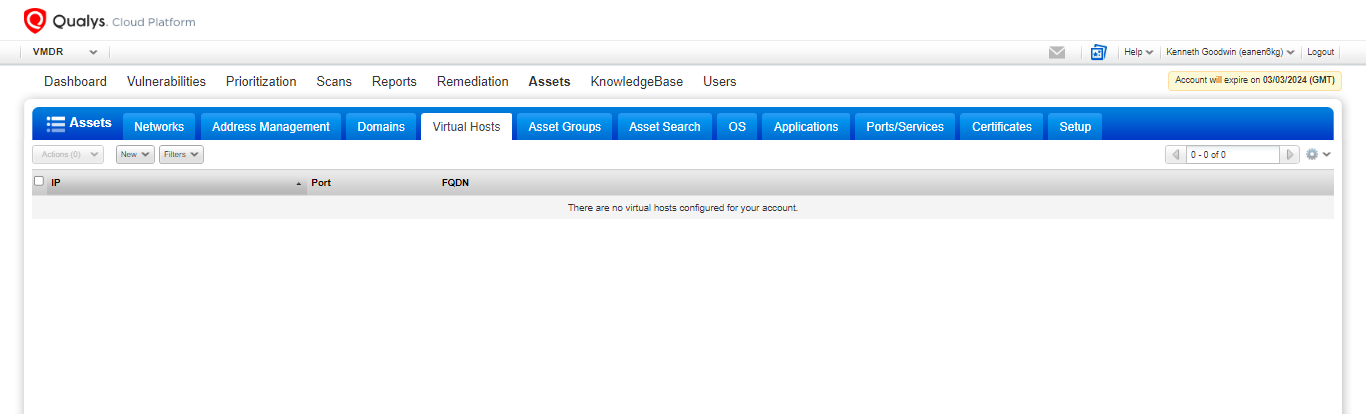 Qualys. Cloud Platform
VMDR Help Kenneth Goodwin (eanen6kg) Logout
Dashboard Vulnerabilities Prioritization Scans Reports Remediation Assets KnowledgeBase Users Account will expire on 03/03/2024 (GMT)
Assets Networks Address Management Domains Virtual Hosts Asset Groups Asset Search OS Applications Ports/Services Certificates Setup
Actions (0) New Filters 0 - 0 of 0
IP Port FQDN
There are no virtual hosts configured for your account.